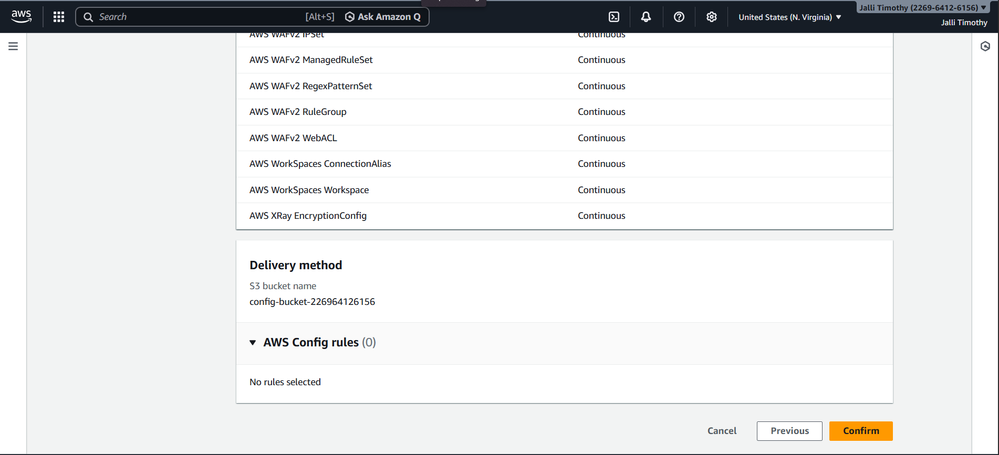 aws
Search [Alt+S] Ask Amazon Q
United States (N. Virginia)
Jalli Timothy (2269-6412-6156)
Jalli Timothy
AWS WAFv2 IPSet Continuous
AWS WAFv2 ManagedRuleSet Continuous
AWS WAFv2 RegexPatternSet Continuous
AWS WAFv2 RuleGroup Continuous
AWS WAFv2 WebACL Continuous
AWS WorkSpaces ConnectionAlias Continuous
AWS WorkSpaces Workspace Continuous
AWS XRay EncryptionConfig Continuous
Delivery method
S3 bucket name
config-bucket-226964126156
AWS Config rules (0)
No rules selected
Cancel Previous Confirm